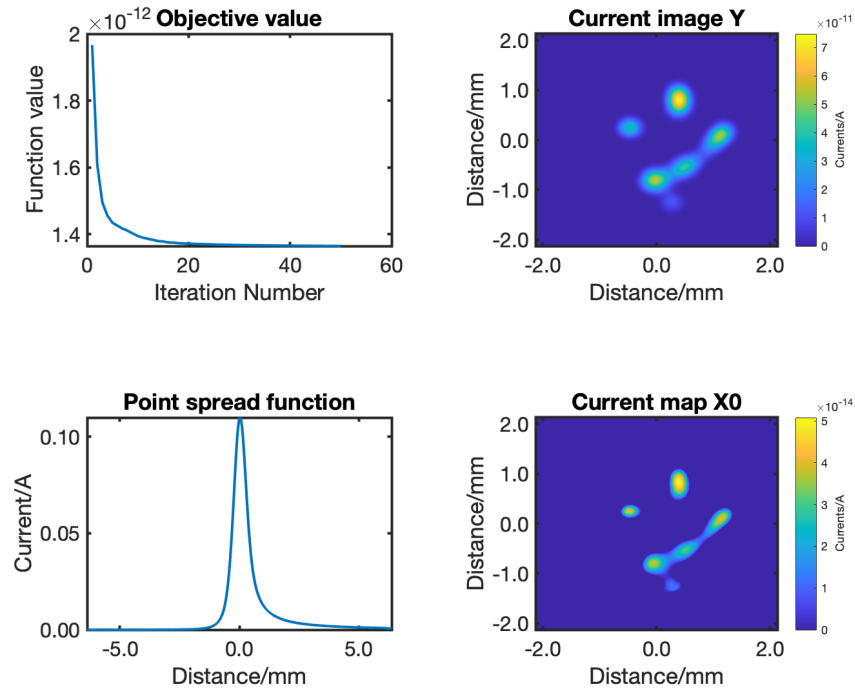 ×10⁻¹² Objective value
2
1.8
1.6
1.4
0 20 40 60
Function value
Iteration Number
Current image Y
×10⁻¹¹
2.0
1.0
0.0
-1.0
-2.0
-2.0 0.0 2.0
Distance/mm
Distance/mm
7
6
5
4
3
2
1
0
Currents/A
Point spread function
0.10
0.05
0.00
-5.0 0.0 5.0
Current/A
Distance/mm
Current map X0
×10⁻¹⁴
2.0
1.0
0.0
-1.0
-2.0
-2.0 0.0 2.0
Distance/mm
Distance/mm
5
4
3
2
1
0
Currents/A